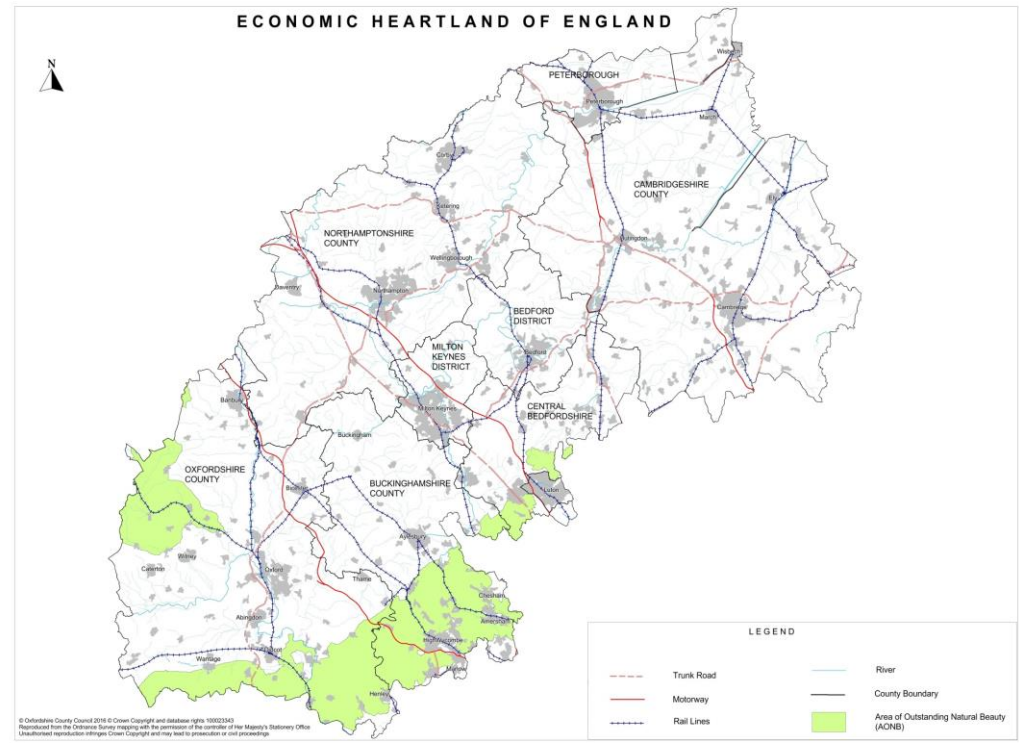 ECONOMIC HEARTLAND OF ENGLAND
N
Wisbech
PETERBOROUGH
Peterborough
March
Corby
CAMBRIDGESHIRE
COUNTY
Ely
Kettering
NORTHAMPTONSHIRE
COUNTY
Huntingdon
Wellingborough
Daventry
Northampton
Cambridge
BEDFORD
DISTRICT
MILTON
KEYNES
DISTRICT
Bedford
Banbury
Milton Keynes
CENTRAL
BEDFORDSHIRE
Buckingham
OXFORDSHIRE
COUNTY
BUCKINGHAMSHIRE
COUNTY
Bicester
Luton
Aylesbury
Witney
Carterton
Oxford
Thame
Chesham
Amersham
Abingdon
High Wycombe
Didcot
Wantage
Marlow
Henley
LEGEND
Trunk Road
River
Motorway
County Boundary
Rail Lines
Area of Outstanding Natural Beauty
(AONB)
© Oxfordshire County Council 2016 © Crown Copyright and database rights 100023343
Reproduced from the Ordnance Survey mapping with the permission of the controller of Her Majesty's Stationery Office
Unauthorised reproduction infringes Crown Copyright and may lead to prosecution or civil proceedings